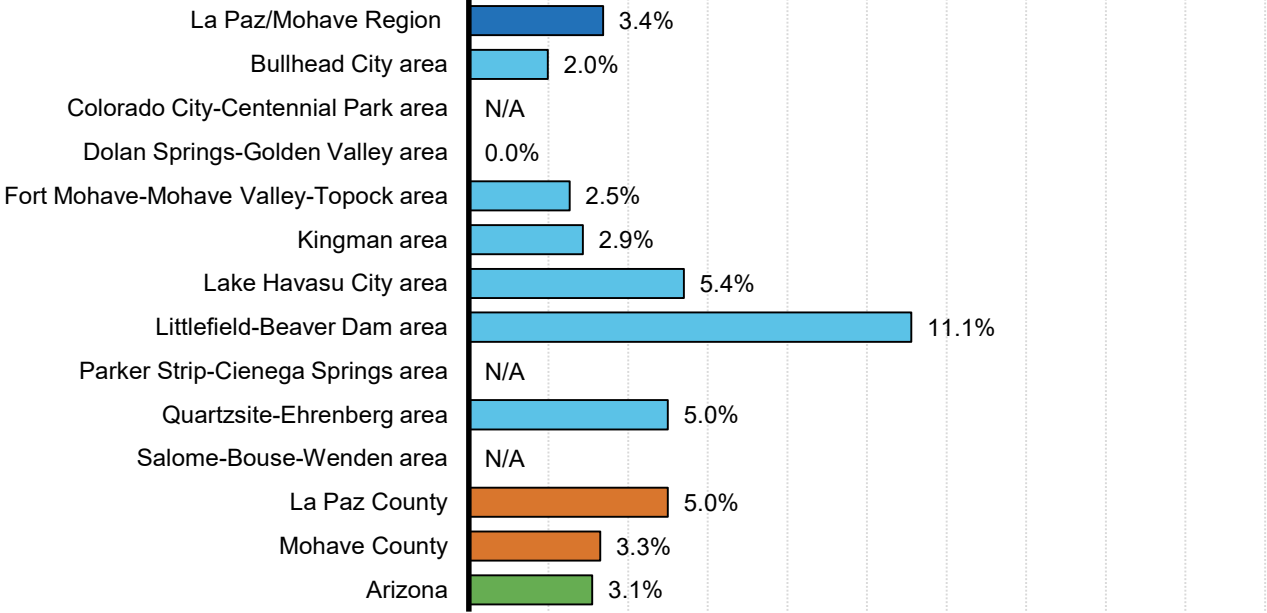 La Paz/Mohave Region 3.4%
Bullhead City area 2.0%
Colorado City-Centennial Park area N/A
Dolan Springs-Golden Valley area 0.0%
Fort Mohave-Mohave Valley-Topock area 2.5%
Kingman area 2.9%
Lake Havasu City area 5.4%
Littlefield-Beaver Dam area 11.1%
Parker Strip-Cienega Springs area N/A
Quartzsite-Ehrenberg area 5.0%
Salome-Bouse-Wenden area N/A
La Paz County 5.0%
Mohave County 3.3%
Arizona 3.1%